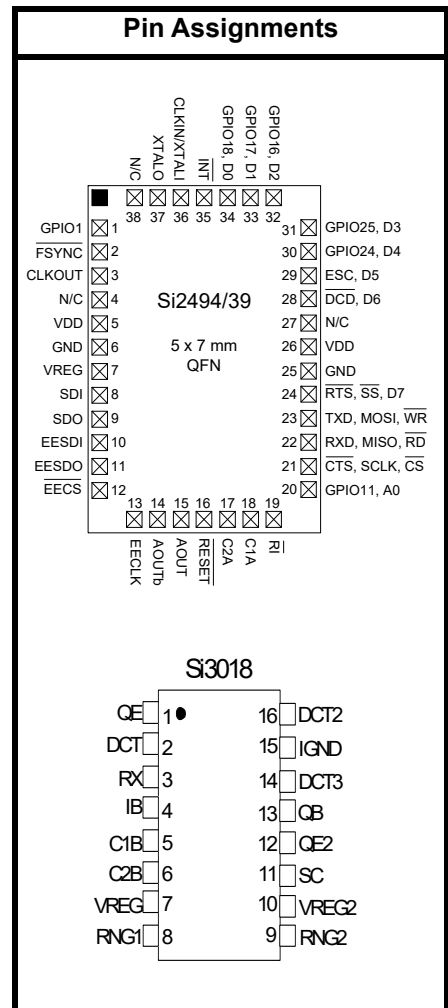 Pin Assignments
N/C
XTALO
CLKIN/XTALI
INT
GPIO18, D0
GPIO17, D1
GPIO16, D2
38 37 36 35 34 33 32
GPIO1 1
FSYNC 2
CLKOUT 3
N/C 4
VDD 5
GND 6
VREG 7
SDI 8
SDO 9
EESDI 10
EESDO 11
EECS 12
Si2494/39
5 x 7 mm
QFN
31 GPIO25, D3
30 GPIO24, D4
29 ESC, D5
28 DCD, D6
27 N/C
26 VDD
25 GND
24 RTS, SS, D7
23 TXD, MOSI, WR
22 RXD, MISO, RD
21 CTS, SCLK, CS
20 GPIO11, A0
13 14 15 16 17 18 19
EECLK
AOUTb
AOUT
RESET
C2A
C1A
RI
Si3018
QE 1 16 DCT2
DCT 2 15 IGND
RX 3 14 DCT3
IB 4 13 QB
C1B 5 12 QE2
C2B 6 11 SC
VREG 7 10 VREG2
RNG1 8 9 RNG2